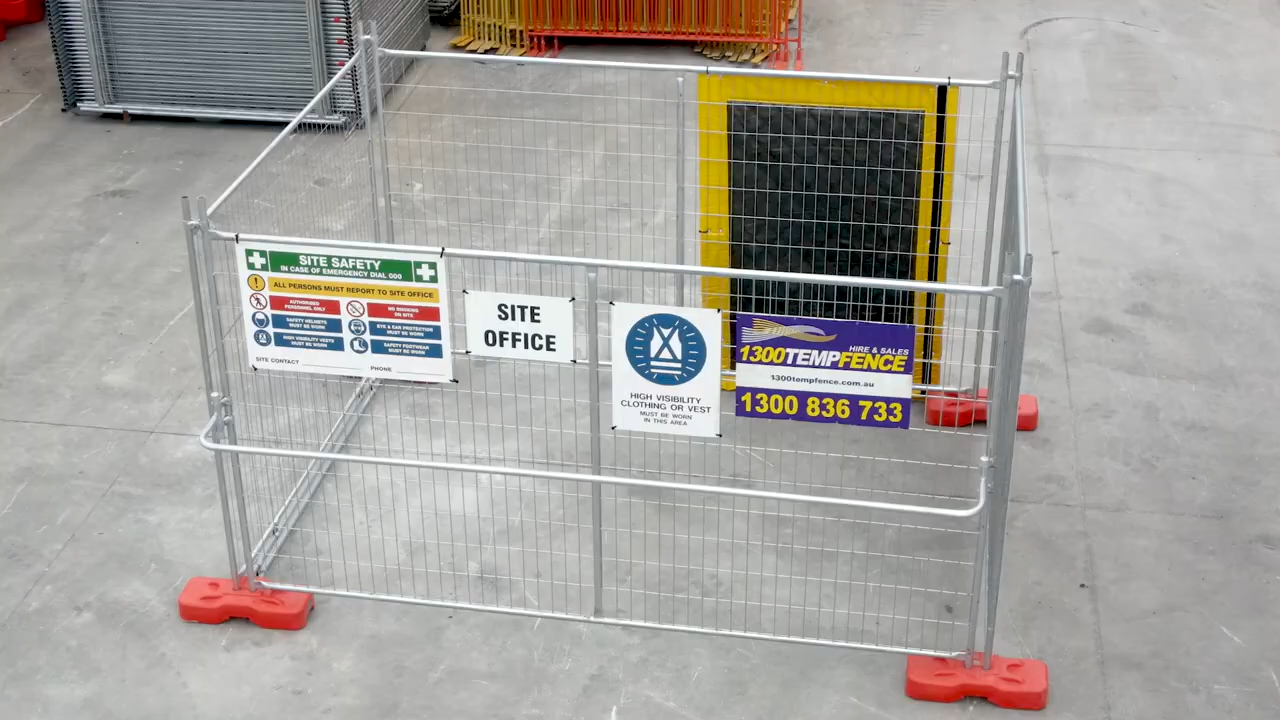 SITE SAFETY
IN CASE OF EMERGENCY DIAL 000
ALL PERSONS MUST REPORT TO SITE OFFICE
AUTHORISED
PERSONNEL ONLY
NO SMOKING
ON SITE
SAFETY HELMETS
MUST BE WORN
EYE & EAR PROTECTION
MUST BE WORN
HIGH VISIBILITY VESTS
MUST BE WORN
SAFETY FOOTWEAR
MUST BE WORN
SITE CONTACT
PHONE
SITE
OFFICE
HIGH VISIBILITY
CLOTHING OR VEST
MUST BE WORN
IN THIS AREA
HIRE & SALES
1300TEMPFENCE
1300tempfence.com.au
1300 836 733